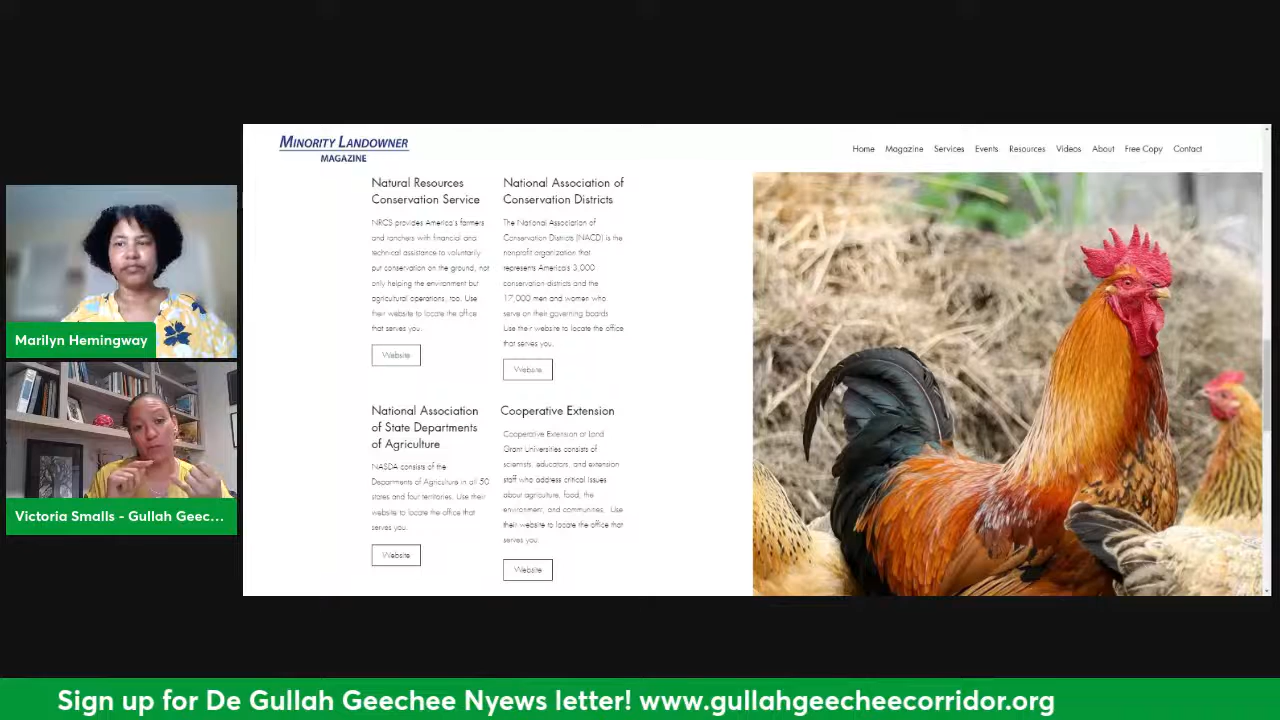 MINORITY LANDOWNER
MAGAZINE
Home Magazine Services Events Resources Videos About Free Copy Contact
Natural Resources
Conservation Service
NRCS provides America's farmers
and ranchers with financial and
technical assistance to voluntarily
put conservation on the ground, not
only helping the environment but
agricultural operations, too. Use
their website to locate the office
that serves you.
Website
National Association of
Conservation Districts
The National Association of
Conservation Districts (NACD) is the
nonprofit organization that
represents America's 3,000
conservation districts and the
17,000 men and women who
serve on their governing boards.
Use their website to locate the office
that serves you.
Website
National Association
of State Departments
of Agriculture
NASDA consists of the
Departments of Agriculture in all 50
states and four territories. Use their
website to locate the office that
serves you.
Website
Cooperative Extension
Cooperative Extension at Land
Grant Universities consists of
scientists, educators, and extension
staff who address critical issues
about agriculture, food, the
environment, and communities. Use
their website to locate the office that
serves you.
Website
Marilyn Hemingway
Victoria Smalls - Gullah Geec...
Sign up for De Gullah Geechee Nyews letter! www.gullahgeecheecorridor.org